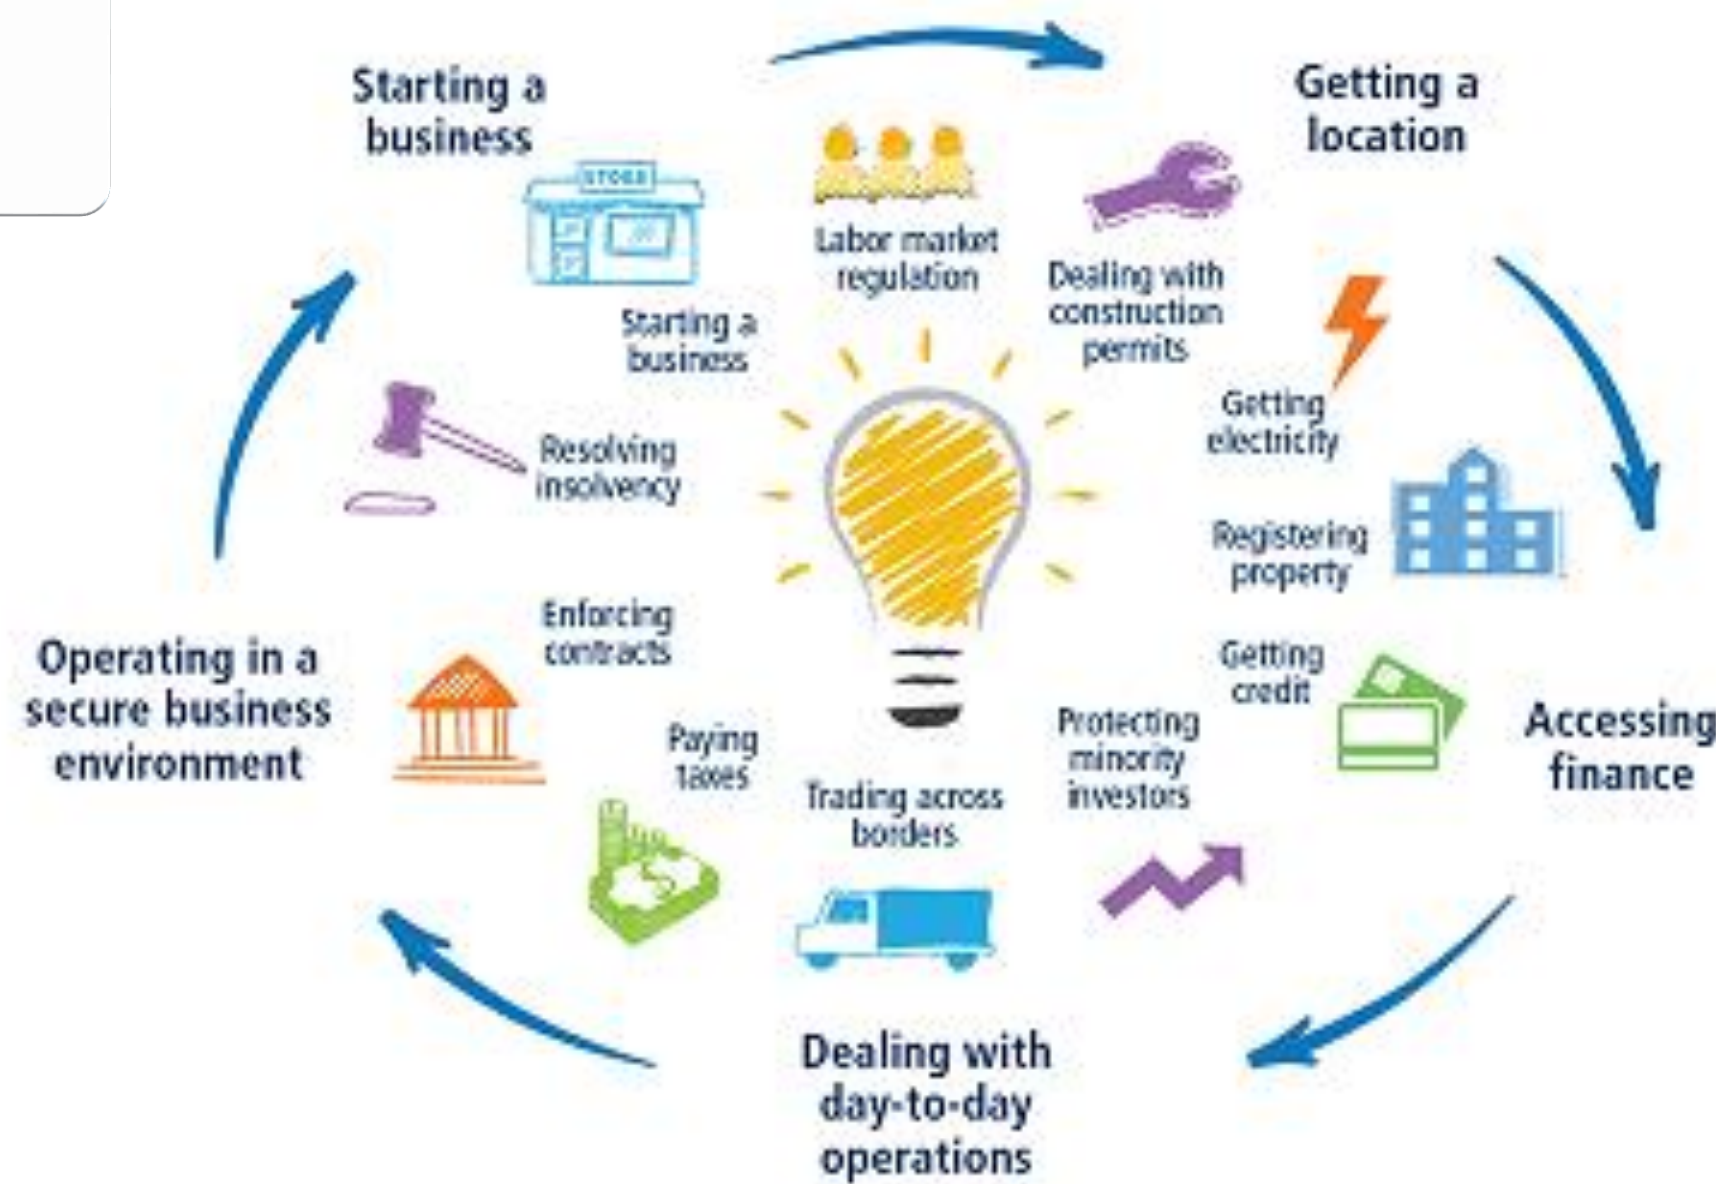 Starting a
business
STORE
Starting a
business
Labor market
regulation
Getting a
location
Dealing with
construction
permits
Getting
electricity
Registering
property
Getting
credit
Accessing
finance
Protecting
minority
investors
Trading across
borders
Dealing with
day-to-day
operations
Paying
taxes
Enforcing
contracts
Operating in a
secure business
environment
Resolving
insolvency